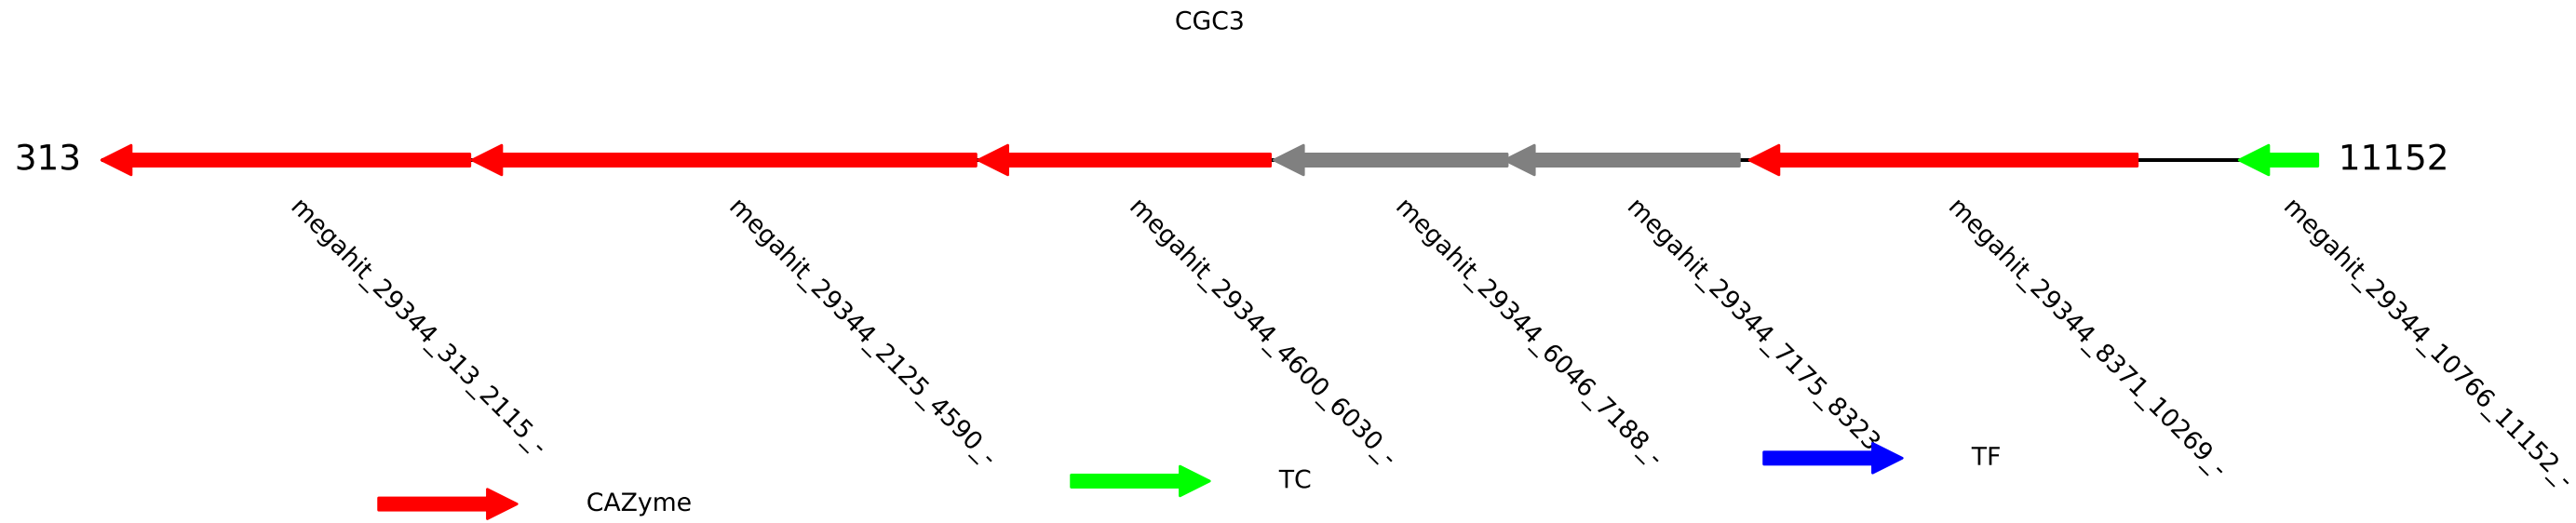 CGC3
313
11152
megahit_29344_313_2115_-
megahit_29344_2125_4590_-
megahit_29344_4600_6030_-
megahit_29344_6046_7188_-
megahit_29344_7175_8323
megahit_29344_8371_10269_-
megahit_29344_10766_11152_-
CAZyme
TC
TF